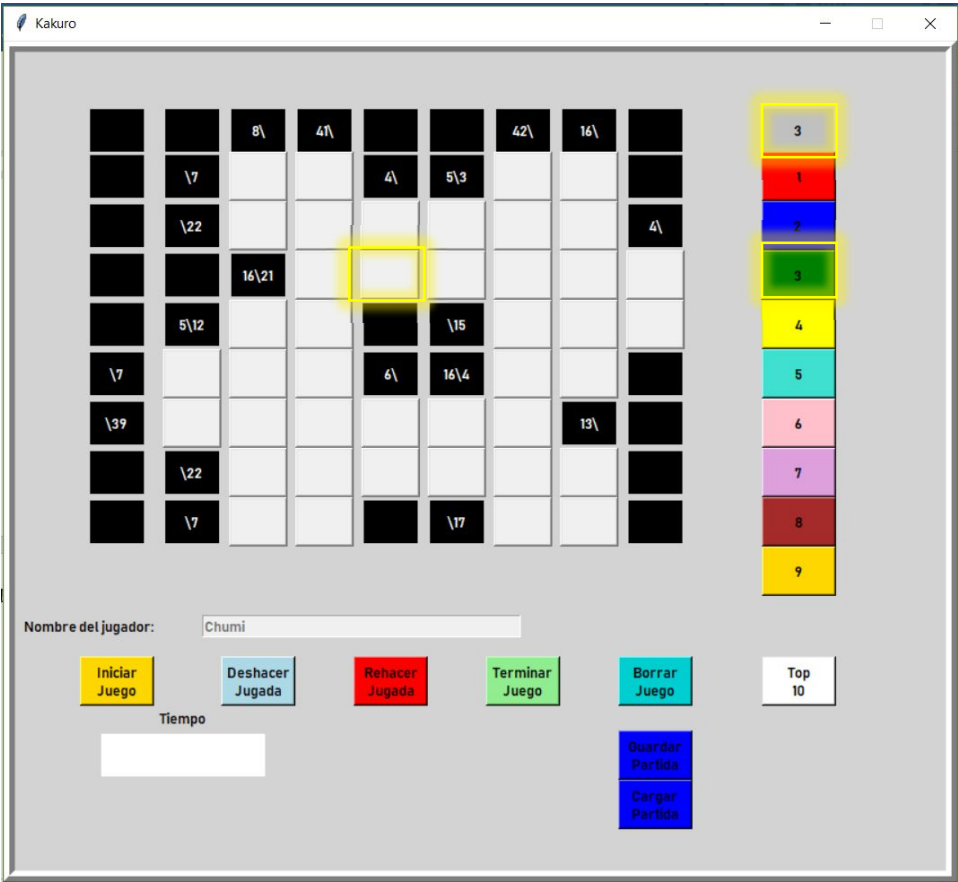 Kakuro
8\ 41\ 42\ 16\ 3
\7 4\ 5\3 1
\22 4\ 2
16\21 3
5\12 \15 4
\7 6\ 16\4 5
\39 13\ 6
\22 7
\7 \17 8
9
Nombre del jugador: Chumi
Iniciar Deshacer Rehacer Terminar Borrar Top
Juego Jugada Jugada Juego Juego 10
Tiempo
Guardar
Partida
Cargar
Partida